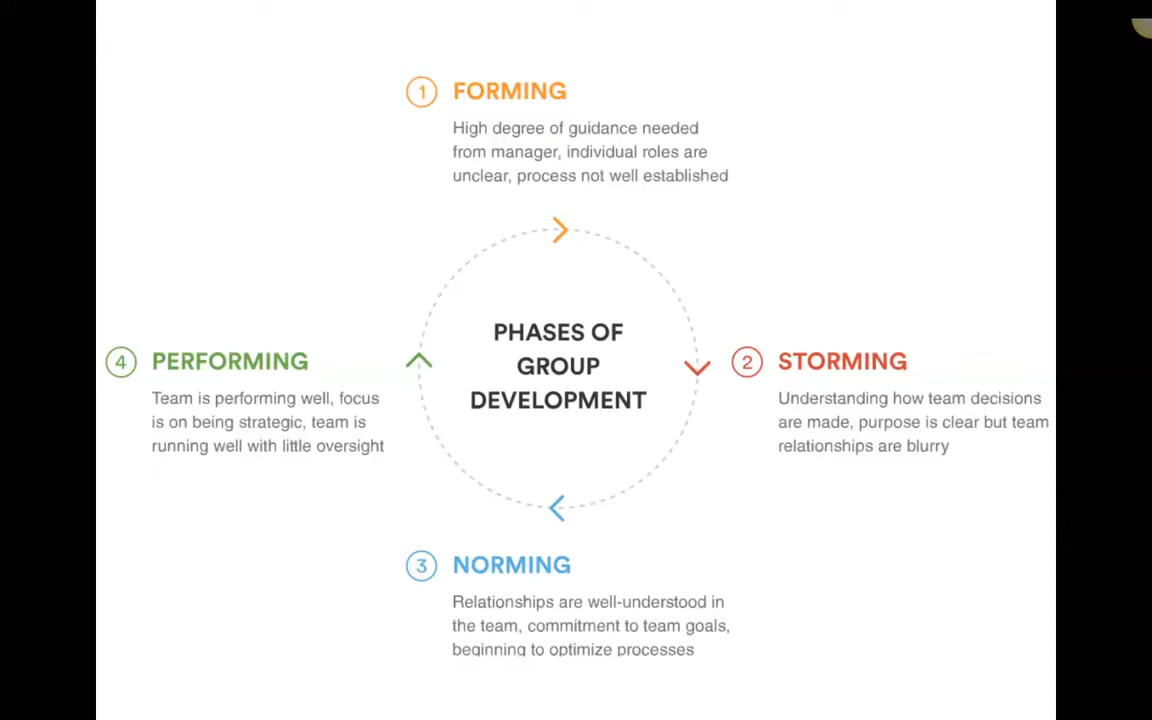 1 FORMING
High degree of guidance needed
from manager, individual roles are
unclear, process not well established
PHASES OF
GROUP
DEVELOPMENT
2 STORMING
Understanding how team decisions
are made, purpose is clear but team
relationships are blurry
3 NORMING
Relationships are well-understood in
the team, commitment to team goals,
beginning to optimize processes
4 PERFORMING
Team is performing well, focus
is on being strategic, team is
running well with little oversight